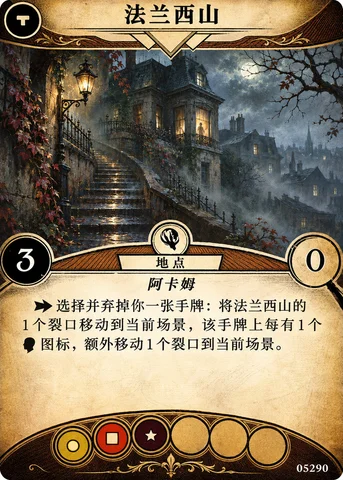 法兰西山
3
地点
0
阿卡姆
选择并弃掉你一张手牌：将法兰西山的
1个裂口移动到当前场景，该手牌上每有1个
图标，额外移动1个裂口到当前场景。
05290